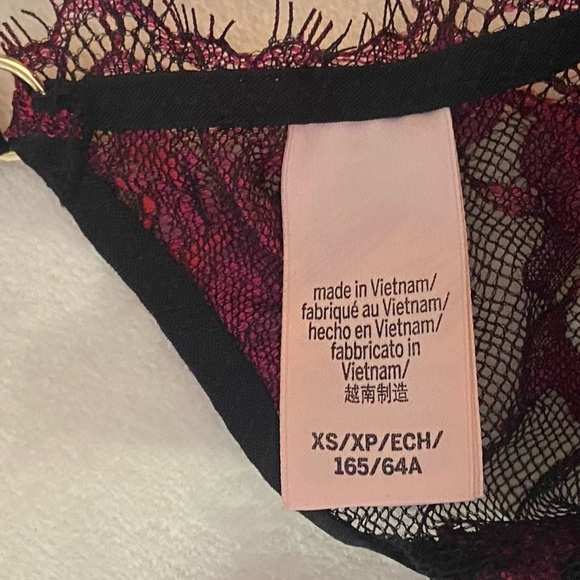 made in Vietnam/
fabriqué au Vietnam/
hecho en Vietnam/
fabbricato in
Vietnam/
越南制造
XS/XP/ECH/
165/64A